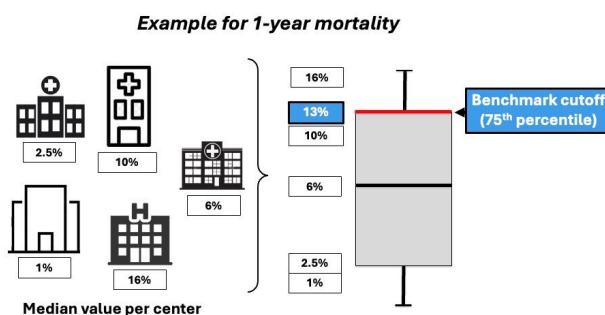 Example for 1-year mortality
2.5%
10%
6%
1%
16%
Median value per center
16%
13%
10%
6%
2.5%
1%
Benchmark cutoff
(75th percentile)